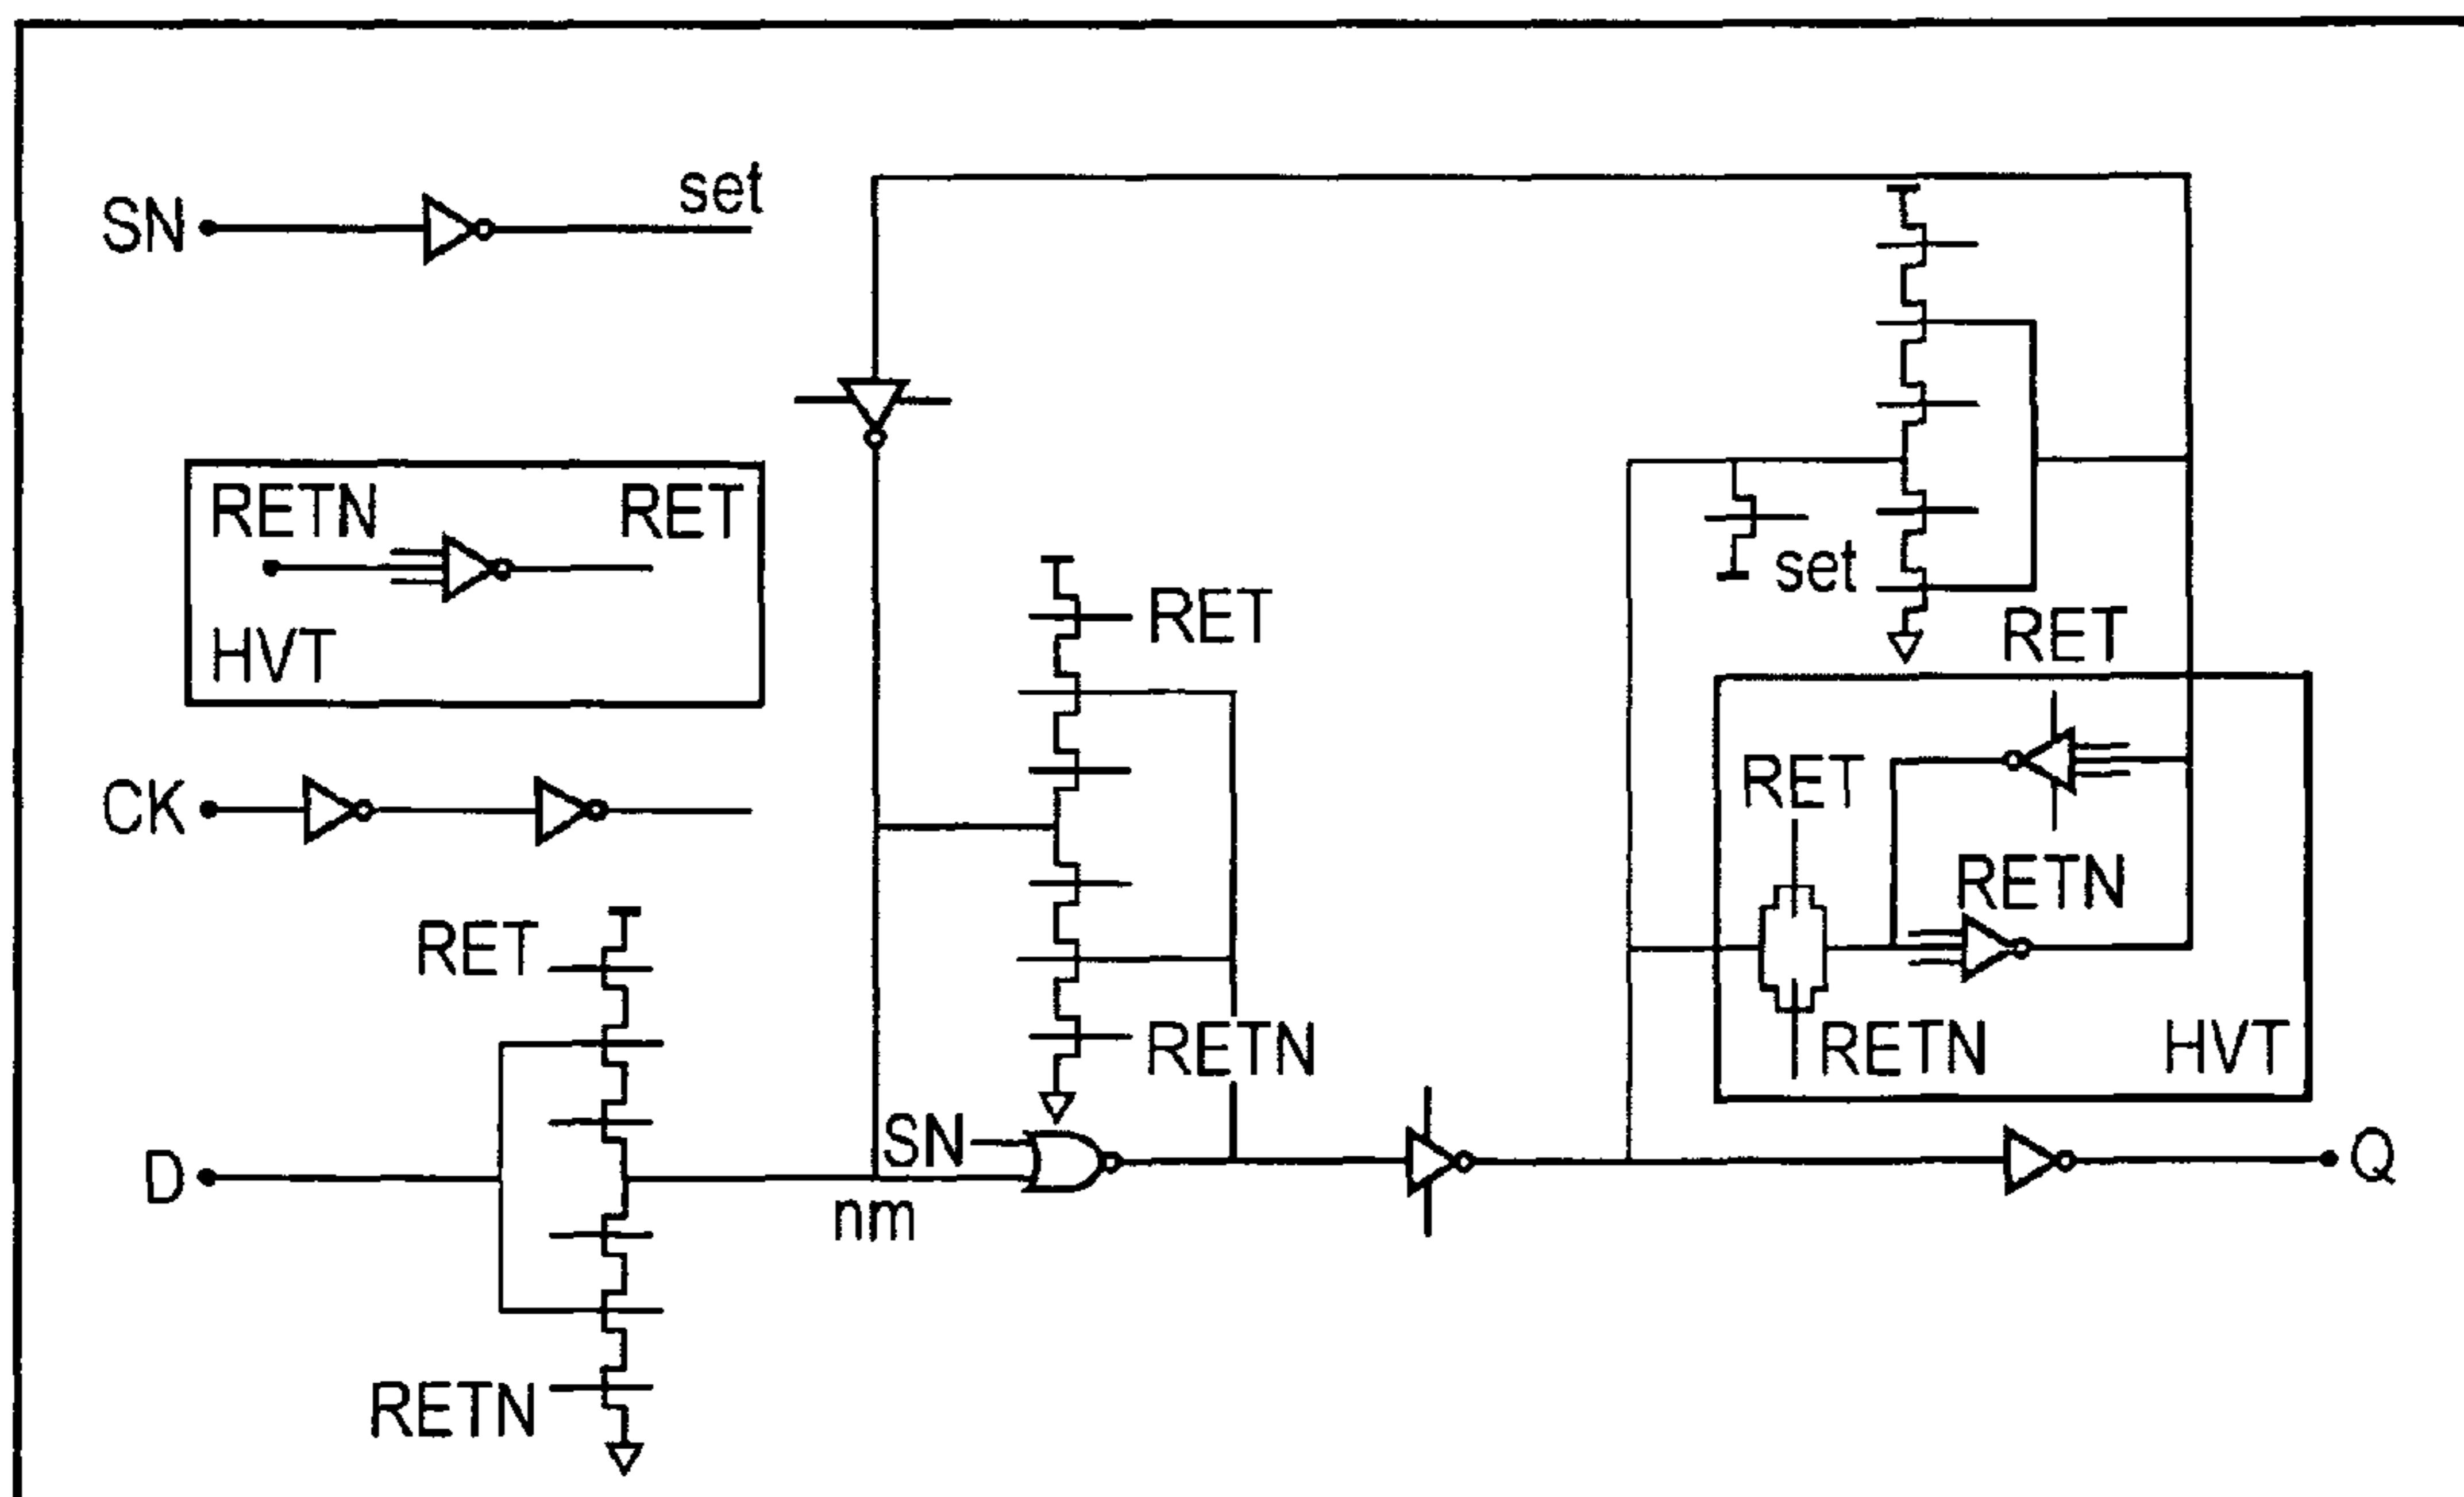 SN
set
RETN RET
HVT
CK
set
RET
RET
RET
RETN
RETN HVT
RET
RETN
SN
D
nm
Q
RETN